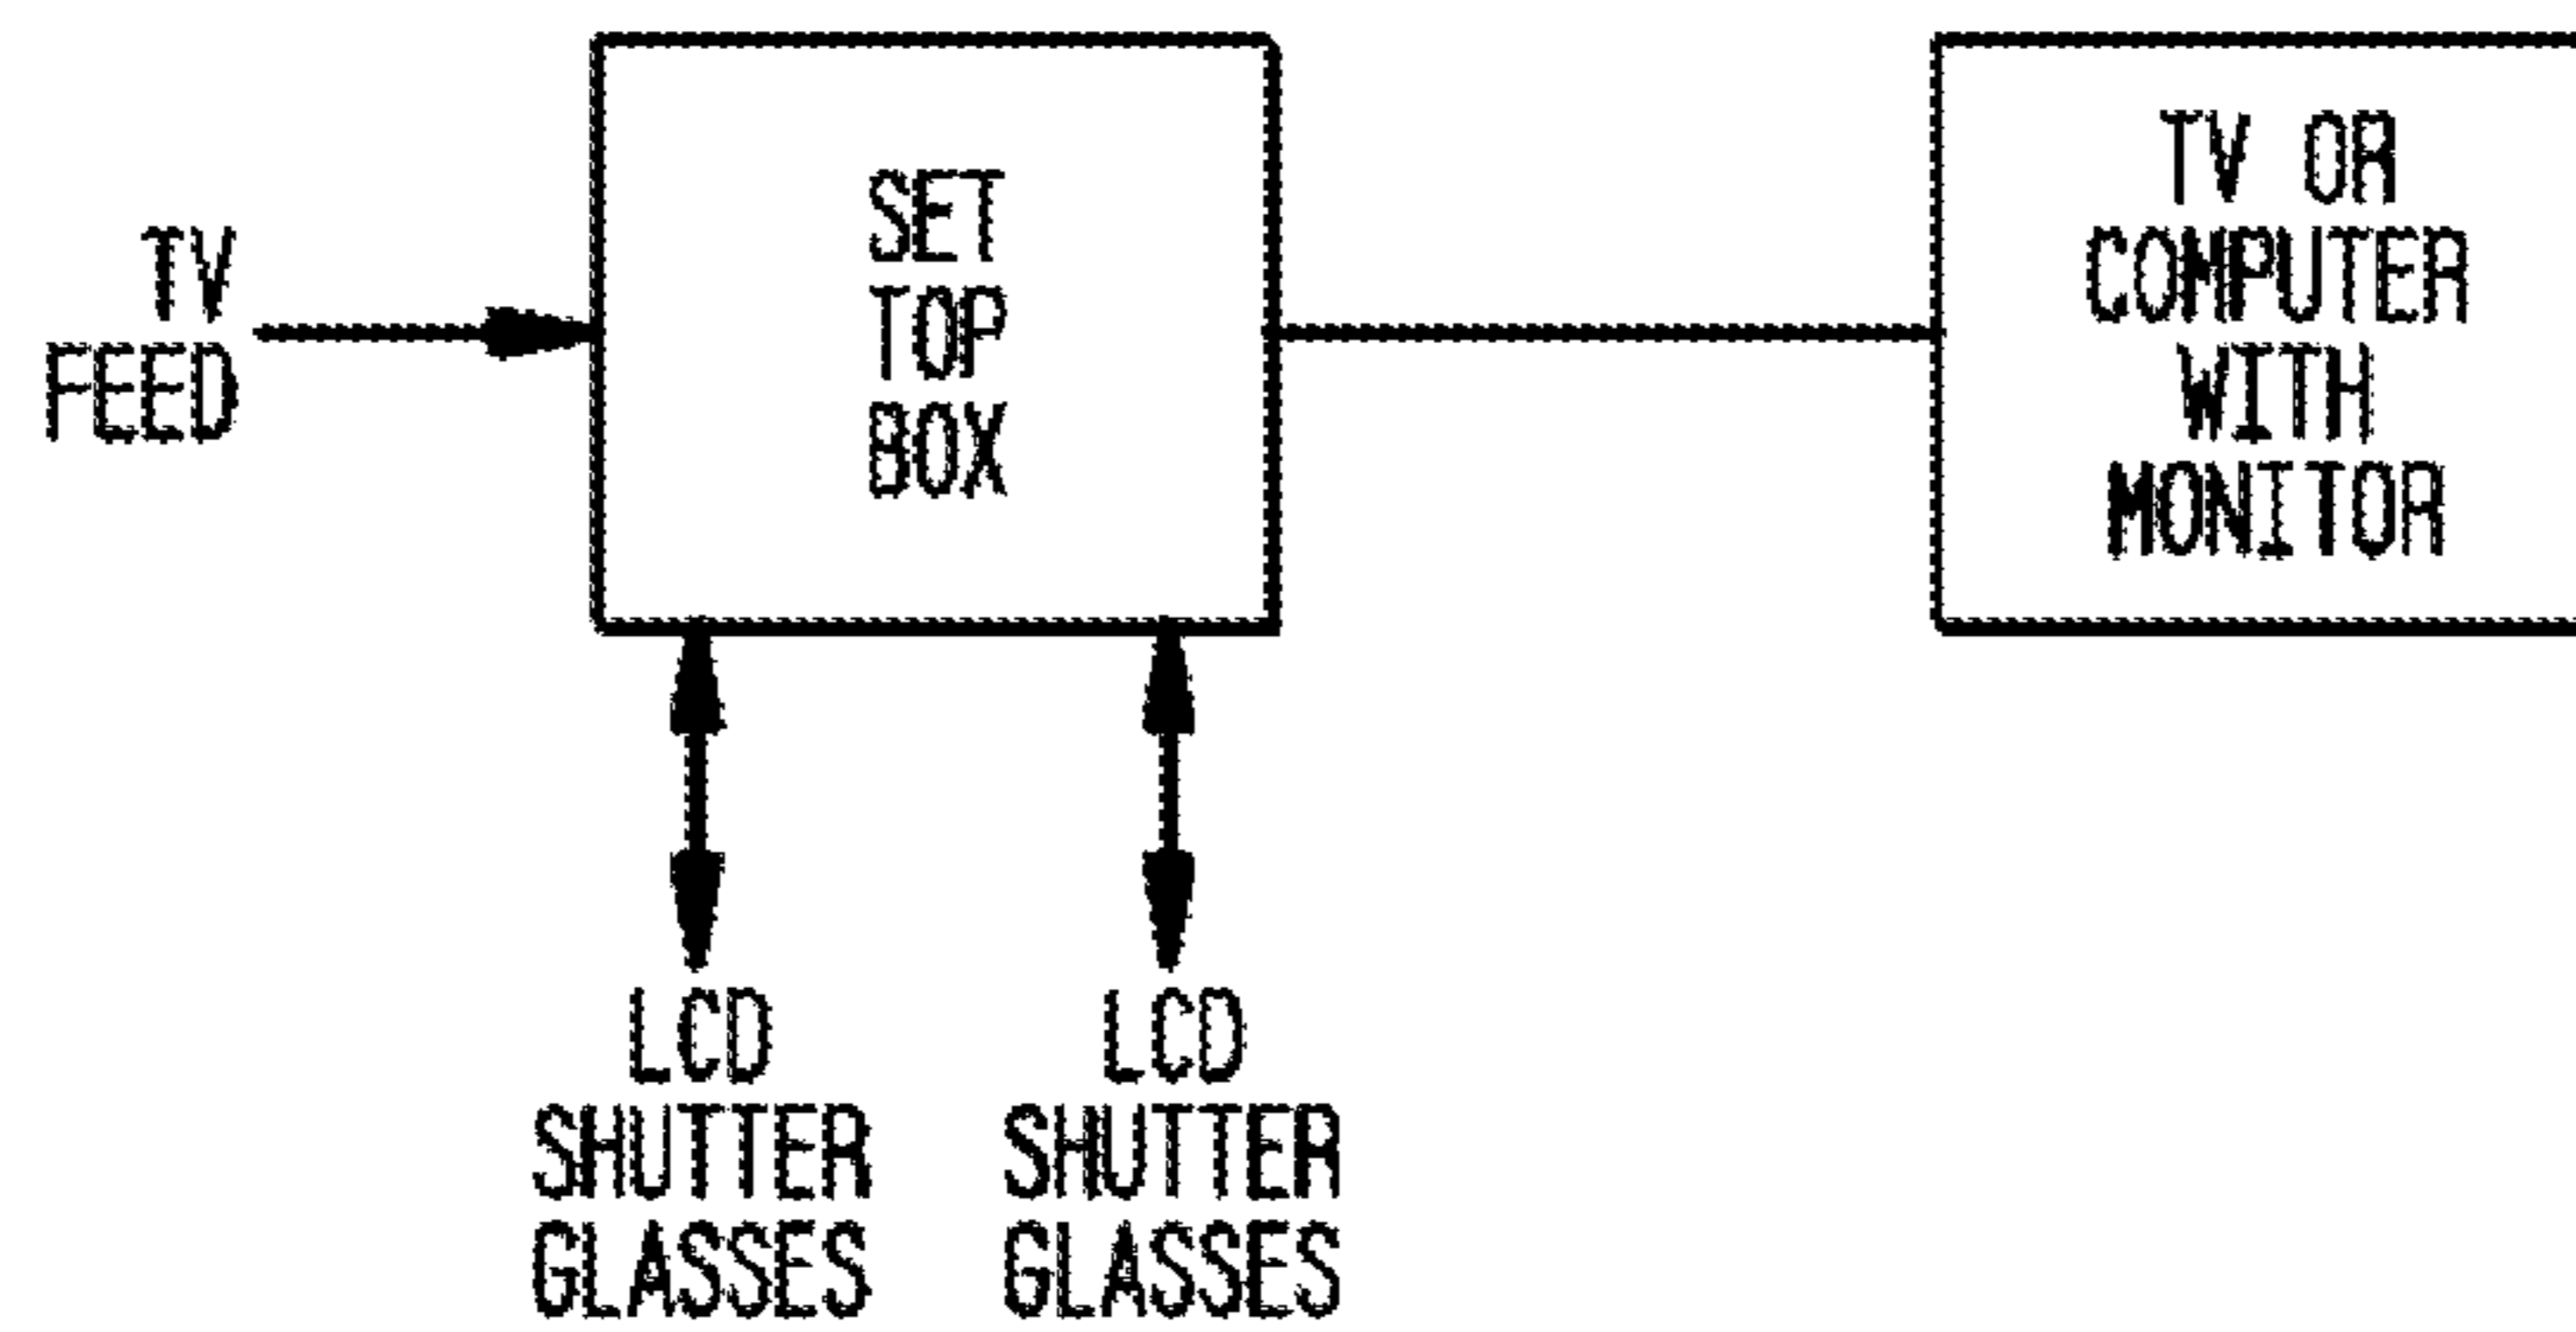 TV
FEED
SET
TOP
BOX
TV OR
COMPUTER
WITH
MONITOR
LCD
SHUTTER
GLASSES
LCD
SHUTTER
GLASSES